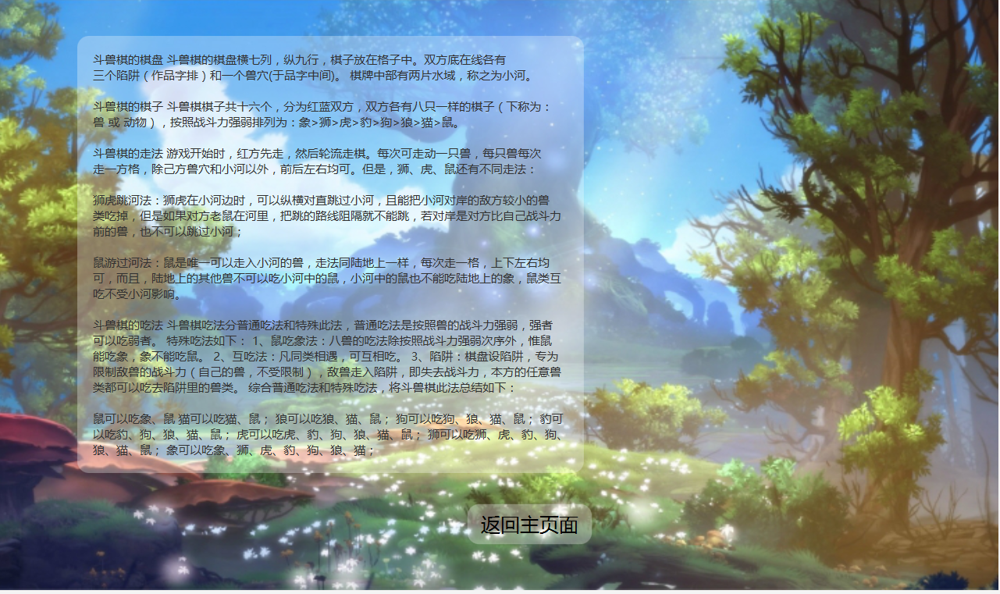 斗兽棋的棋盘 斗兽棋的棋盘横七列，纵九行，棋子放在格子中。双方底在线各有
三个陷阱（作品字排）和一个兽穴(于品字中间)。 棋牌中部有两片水域，称之为小河。
斗兽棋的棋子 斗兽棋棋子共十六个，分为红蓝双方，双方各有八只一样的棋子（下称为：
兽 或 动物），按照战斗力强弱排列为：象>狮>虎>豹>狗>狼>猫>鼠。
斗兽棋的走法 游戏开始时，红方先走，然后轮流走棋。每次可走动一只兽，每只兽每次
走一方格，除己方兽穴和小河以外，前后左右均可。但是，狮、虎、鼠还有不同走法：
狮虎跳河法：狮虎在小河边时，可以纵横对直跳过小河，且能把小河对岸的敌方较小的兽
类吃掉，但是如果对方老鼠在河里，把跳的路线阻隔就不能跳，若对岸是对方比自己战斗力
前的兽，也不可以跳过小河；
鼠游过河法：鼠是唯一可以走入小河的兽，走法同陆地上一样，每次走一格，上下左右均
可，而且，陆地上的其他兽不可以吃小河中的鼠，小河中的鼠也不能吃陆地上的象，鼠类互
吃不受小河影响。
斗兽棋的吃法 斗兽棋吃法分普通吃法和特殊此法，普通吃法是按照兽的战斗力强弱，强者
可以吃弱者。 特殊吃法如下： 1、鼠吃象法：八兽的吃法除按照战斗力强弱次序外，惟鼠
能吃象，象不能吃鼠。 2、互吃法：凡同类相遇，可互相吃。 3、陷阱：棋盘设陷阱，专为
限制敌兽的战斗力（自己的兽，不受限制），敌兽走入陷阱，即失去战斗力，本方的任意兽
类都可以吃去陷阱里的兽类。 综合普通吃法和特殊吃法，将斗兽棋此法总结如下：
鼠可以吃象、鼠 猫可以吃猫、鼠； 狼可以吃狼、猫、鼠； 狗可以吃狗、狼、猫、鼠； 豹可
以吃豹、狗、狼、猫、鼠； 虎可以吃虎、豹、狗、狼、猫、鼠； 狮可以吃狮、虎、豹、狗、
狼、猫、鼠； 象可以吃象、狮、虎、豹、狗、狼、猫；
返回主页面